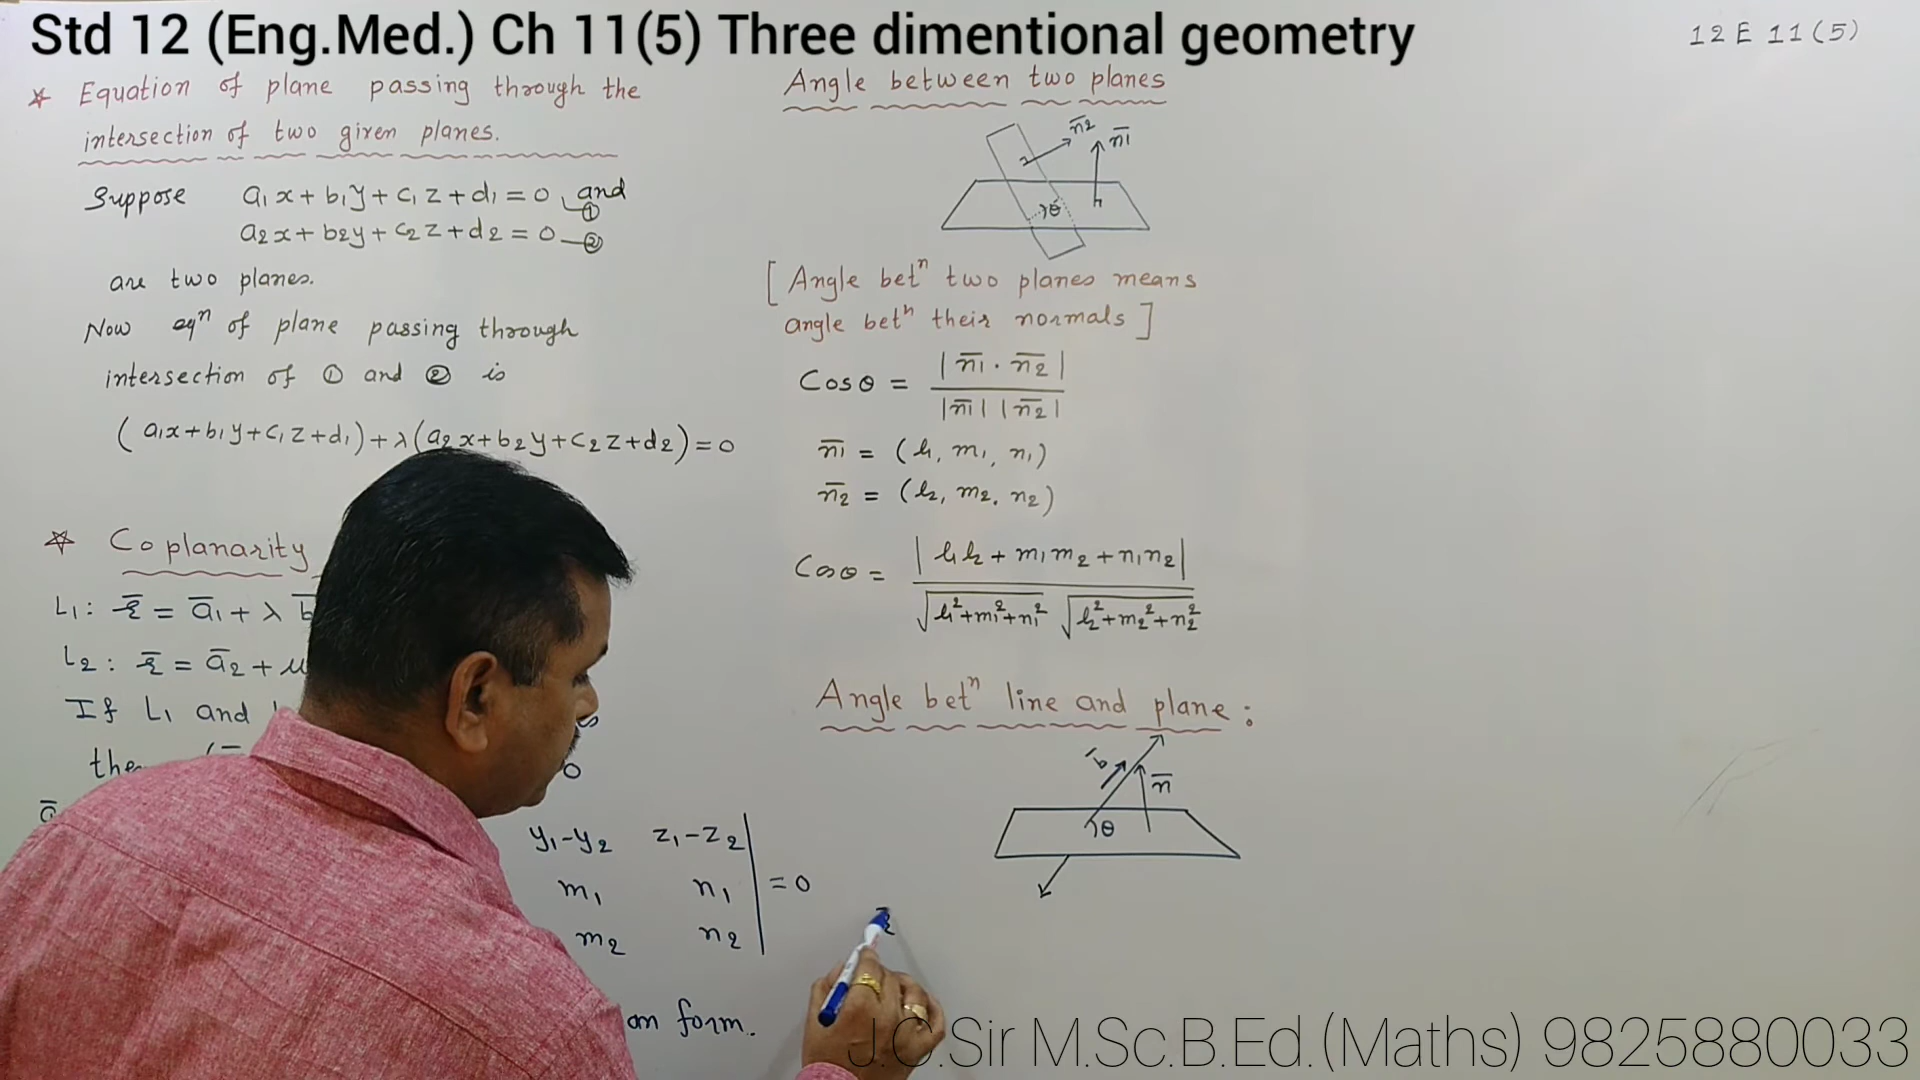 Std 12 (Eng.Med.) Ch 11(5) Three dimentional geometry
12 E 11(5)
* Equation of plane passing through the
intersection of two given planes.
Suppose a₁x + b₁y + c₁z + d₁ = 0 and ①
a₂x + b₂y + c₂z + d₂ = 0 — ②
are two planes.
Now eqⁿ of plane passing through
intersection of ① and ② is
(a₁x + b₁y + c₁z + d₁) + λ(a₂x + b₂y + c₂z + d₂) = 0
* Coplanarity
L₁: r̄ = ā₁ + λ b
L₂: r̄ = ā₂ + μ
If L₁ and
the
0
y₁-y₂ z₁-z₂
m₁ n₁ = 0
m₂ n₂
form.
Angle between two planes
n̄₂ n̄₁
θ
[Angle betⁿ two planes means
angle betⁿ their normals]
Cosθ = |n̄₁ · n̄₂| / |n̄₁| |n̄₂|
n̄₁ = (l₁, m₁, n₁)
n̄₂ = (l₂, m₂, n₂)
Cosθ = |l₁l₂ + m₁m₂ + n₁n₂| / √(l₁²+m₁²+n₁²) √(l₂²+m₂²+n₂²)
Angle betⁿ line and plane :
b̄ n̄
θ
r̄
J.C.Sir M.Sc.B.Ed.(Maths) 9825880033